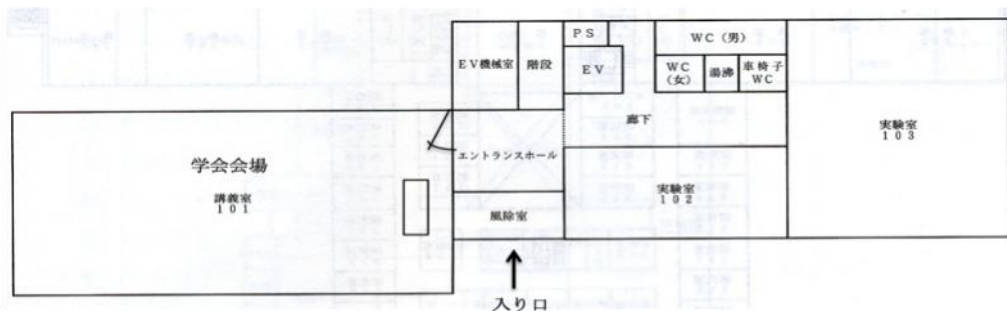 EV機械室
階段
PS
EV
WC（男）
WC
（女）
湯沸
車椅子
WC
廊下
実験室
103
学会会場
講義室
101
エントランスホール
実験室
102
風除室
入り口